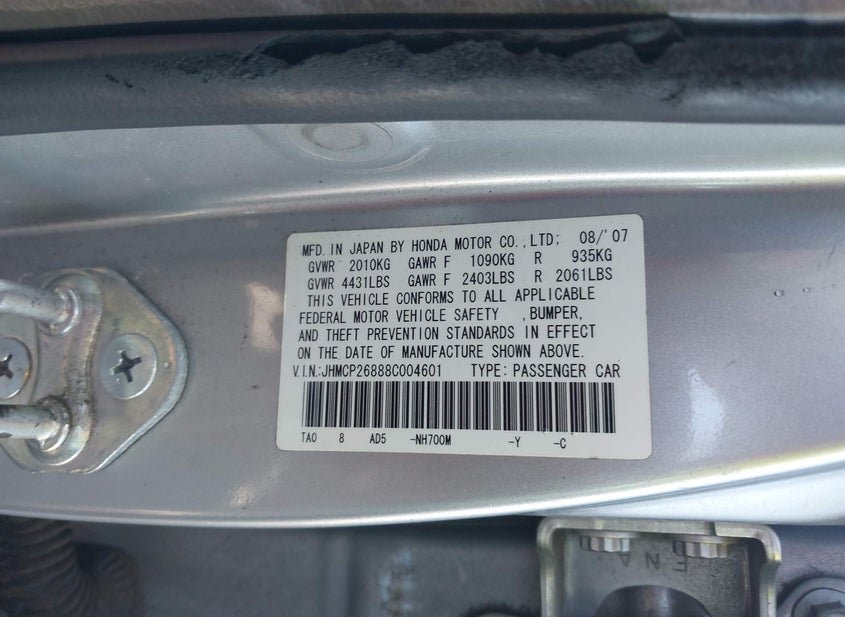 MFD. IN JAPAN BY HONDA MOTOR CO.,LTD: 08/'07
GVWR 2010KG GAWR F 1090KG R 935KG
GVWR 4431LBS GAWR F 2403LBS R 2061LBS
THIS VEHICLE CONFORMS TO ALL APPLICABLE
FEDERAL MOTOR VEHICLE SAFETY ,BUMPER,
AND THEFT PREVENTION STANDARDS IN EFFECT
ON THE DATE OF MANUFACTURE SHOWN ABOVE.
V.I.N.:JHMCP26888C004601 TYPE: PASSENGER CAR
TA0 8 AD5 -NH700M -Y -C
E N A